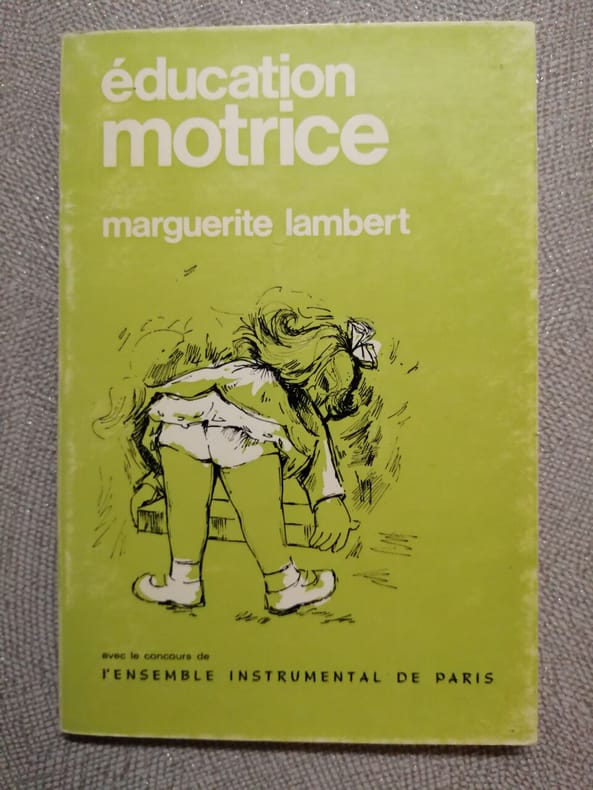 éducation
motrice
marguerite lambert
avec le concours de
l'ENSEMBLE INSTRUMENTAL DE PARIS